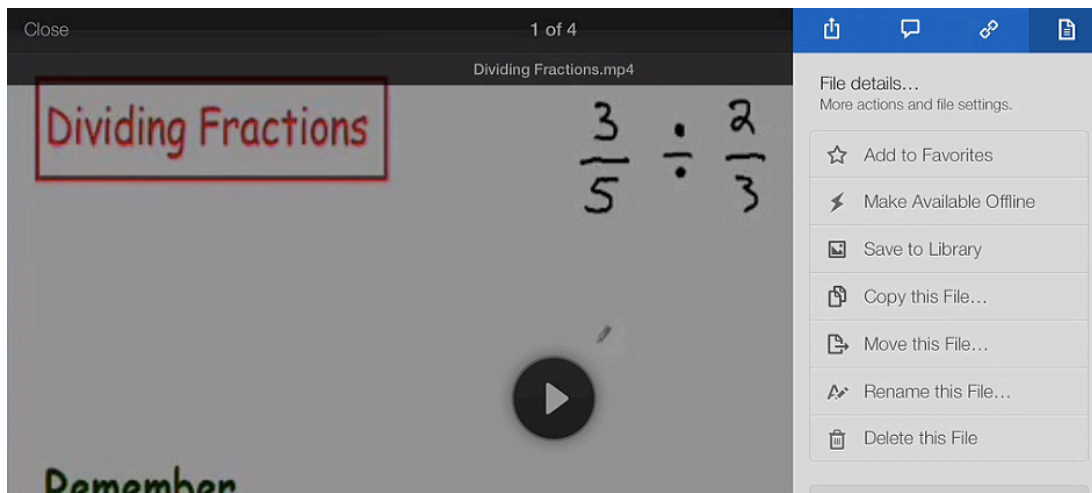 Close
1 of 4
Dividing Fractions.mp4
Dividing Fractions
3/5 ÷ 2/3
Remember
File details...
More actions and file settings.
Add to Favorites
Make Available Offline
Save to Library
Copy this File...
Move this File...
Rename this File...
Delete this File